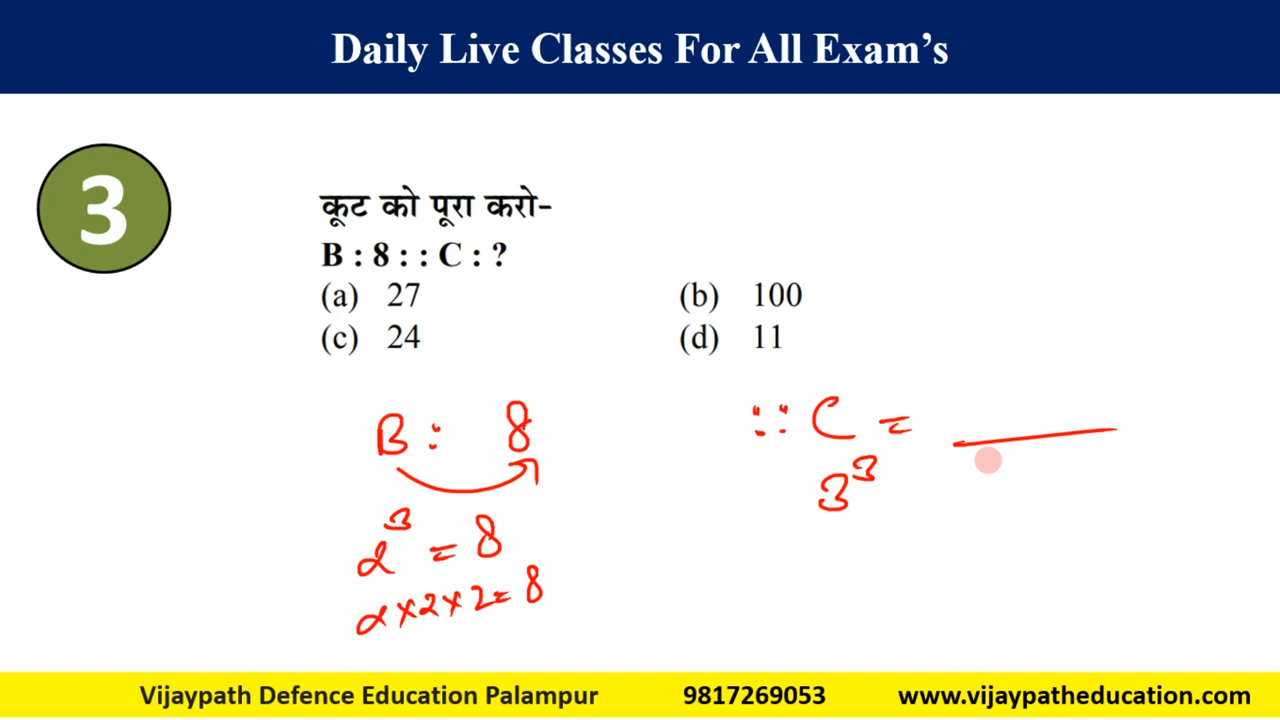 Daily Live Classes For All Exam’s
3
कूट को पूरा करो-
B : 8 : : C : ?
(a) 27 (b) 100
(c) 24 (d) 11
B : 8 :: C =
2³ = 8 3³
2×2×2=8
Vijaypath Defence Education Palampur 9817269053 www.vijaypatheducation.com